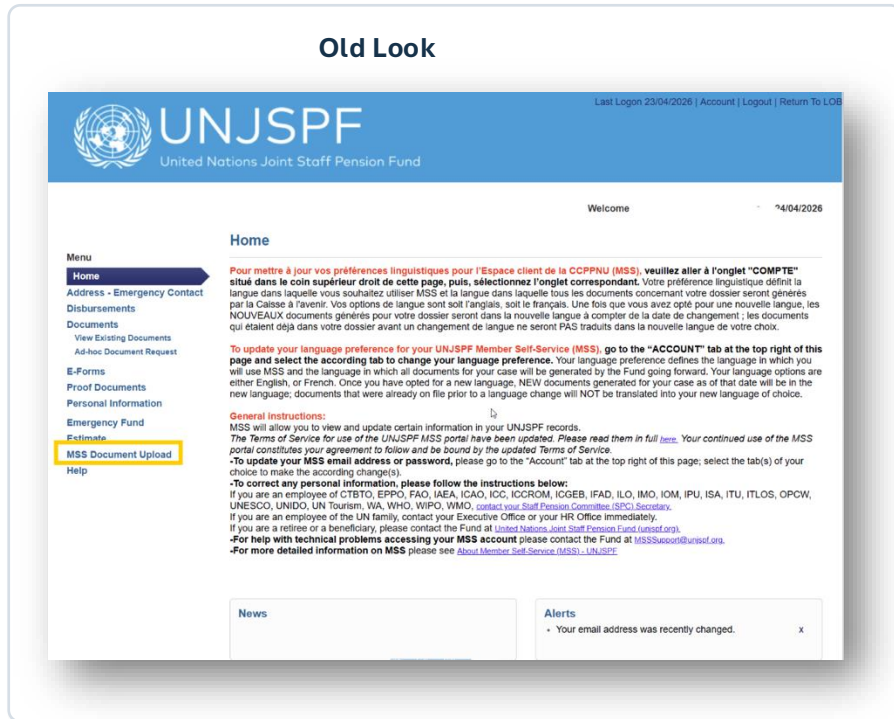 Old Look
UNJSPF
United Nations Joint Staff Pension Fund
Last Logon 23/04/2026 | Account | Logout | Return To LOB
Welcome
24/04/2026
Menu
Home
Address - Emergency Contact
Disbursements
Documents
View Existing Documents
Ad-hoc Document Request
E-Forms
Proof Documents
Personal Information
Emergency Fund
Estimate
MSS Document Upload
Help
Home
Pour mettre à jour vos préférences linguistiques pour l'Espace client de la CCPPNU (MSS), veuillez aller à l'onglet "COMPTE"
situé dans le coin supérieur droit de cette page, puis, sélectionnez l'onglet correspondant. Votre préférence linguistique définit la
langue dans laquelle vous souhaitez utiliser MSS et la langue dans laquelle tous les documents concernant votre dossier seront générés
par la Caisse à l'avenir. Vos options de langue sont soit l'anglais, soit le français. Une fois que vous avez opté pour une nouvelle langue, les
NOUVEAUX documents générés pour votre dossier seront dans la nouvelle langue à compter de la date de changement ; les documents
qui étaient déjà dans votre dossier avant un changement de langue ne seront PAS traduits dans la nouvelle langue de votre choix.
To update your language preference for your UNJSPF Member Self-Service (MSS), go to the “ACCOUNT” tab at the top right of this
page and select the according tab to change your language preference. Your language preference defines the language in which you
will use MSS and the language in which all documents for your case will be generated by the Fund going forward. Your language options are
either English, or French. Once you have opted for a new language, NEW documents generated for your case as of that date will be in the
new language; documents that were already on file prior to a language change will NOT be translated into your new language of choice.
General instructions:
MSS will allow you to view and update certain information in your UNJSPF records.
The Terms of Service for use of the UNJSPF MSS portal have been updated. Please read them in full here. Your continued use of the MSS
portal constitutes your agreement to follow and be bound by the updated Terms of Service.
-To update your MSS email address or password, please go to the "Account" tab at the top right of this page; select the tab(s) of your
choice to make the according change(s).
-To correct any personal information, please follow the instructions below:
If you are an employee of CTBTO, EPPO, FAO, IAEA, ICAO, ICC, ICCROM, ICGEB, IFAD, ILO, IMO, IOM, IPU, ISA, ITU, ITLOS, OPCW,
UNESCO, UNIDO, UN Tourism, WA, WHO, WIPO, WMO, contact your Staff Pension Committee (SPC) Secretary.
If you are an employee of the UN family, contact your Executive Office or your HR Office immediately.
If you are a retiree or a beneficiary, please contact the Fund at United Nations Joint Staff Pension Fund (unjspf.org).
-For help with technical problems accessing your MSS account please contact the Fund at MSSSupport@unjspf.org.
-For more detailed information on MSS please see About Member Self-Service (MSS) - UNJSPF
News
Alerts
• Your email address was recently changed. x